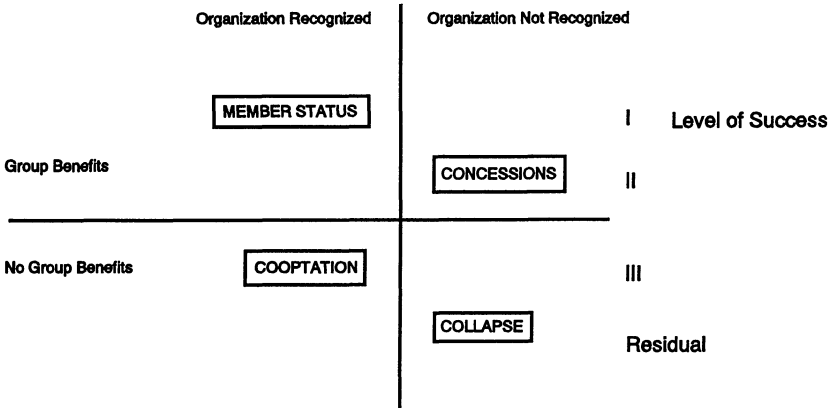 Organization Recognized
Organization Not Recognized
MEMBER STATUS
I
Level of Success
Group Benefits
CONCESSIONS
II
No Group Benefits
COOPTATION
III
COLLAPSE
Residual